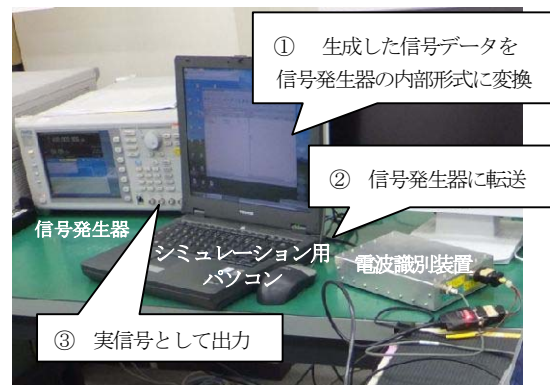 ① 生成した信号データを
信号発生器の内部形式に変換
② 信号発生器に転送
信号発生器
シミュレーション用
パソコン
電波識別装置
③ 実信号として出力